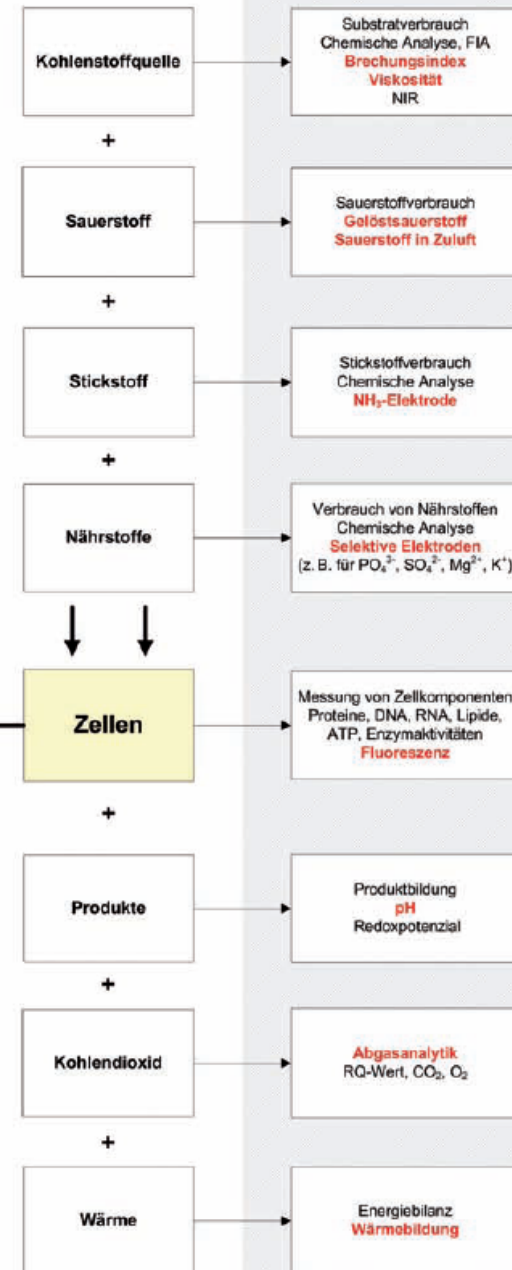 Kohlenstoffquelle
Substratverbrauch
Chemische Analyse, FIA
Brechungsindex
Viskosität
NIR
+
Sauerstoff
Sauerstoffverbrauch
Gelöstsauerstoff
Sauerstoff in Zuluft
+
Stickstoff
Stickstoffverbrauch
Chemische Analyse
NH₃-Elektrode
+
Nährstoffe
Verbrauch von Nährstoffen
Chemische Analyse
Selektive Elektroden
(z. B. für PO₄³⁻, SO₄²⁻, Mg²⁺, K⁺)
Zellen
Messung von Zellkomponenten
Proteine, DNA, RNA, Lipide,
ATP, Enzymaktivitäten
Fluoreszenz
+
Produkte
Produktbildung
pH
Redoxpotenzial
+
Kohlendioxid
Abgasanalytik
RQ-Wert, CO₂, O₂
+
Wärme
Energiebilanz
Wärmebildung